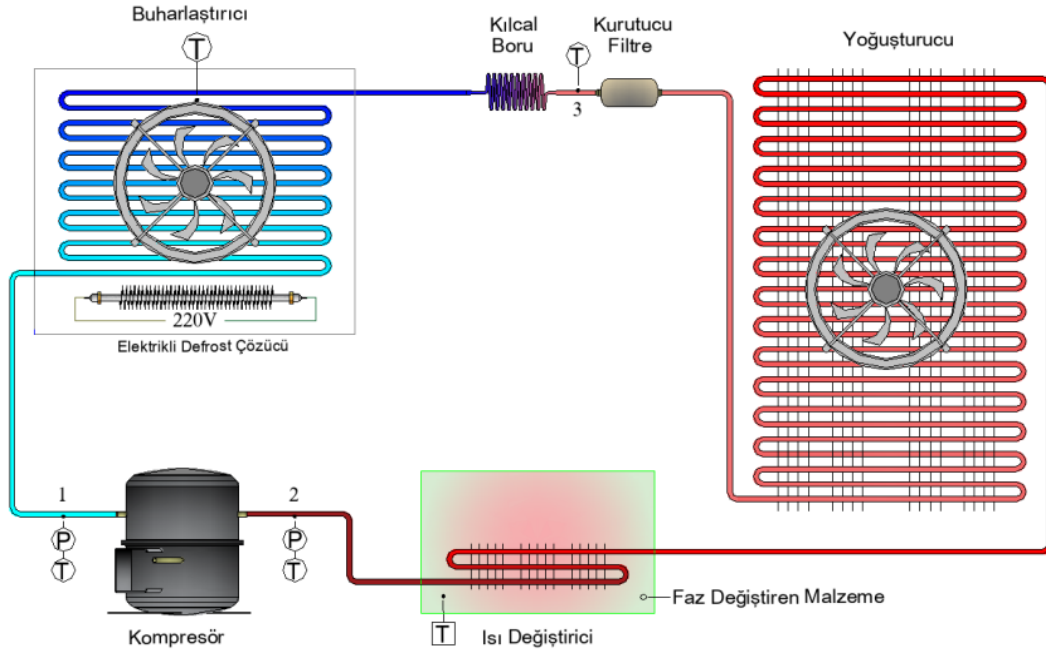 Buharlaştırıcı
T
Kılcal
Boru
Kurutucu
Filtre
T
3
Yoğuşturucu
220V
Elektrikli Defrost Çözücü
1
P
T
2
P
T
T
Faz Değiştiren Malzeme
Kompresör
Isı Değiştirici